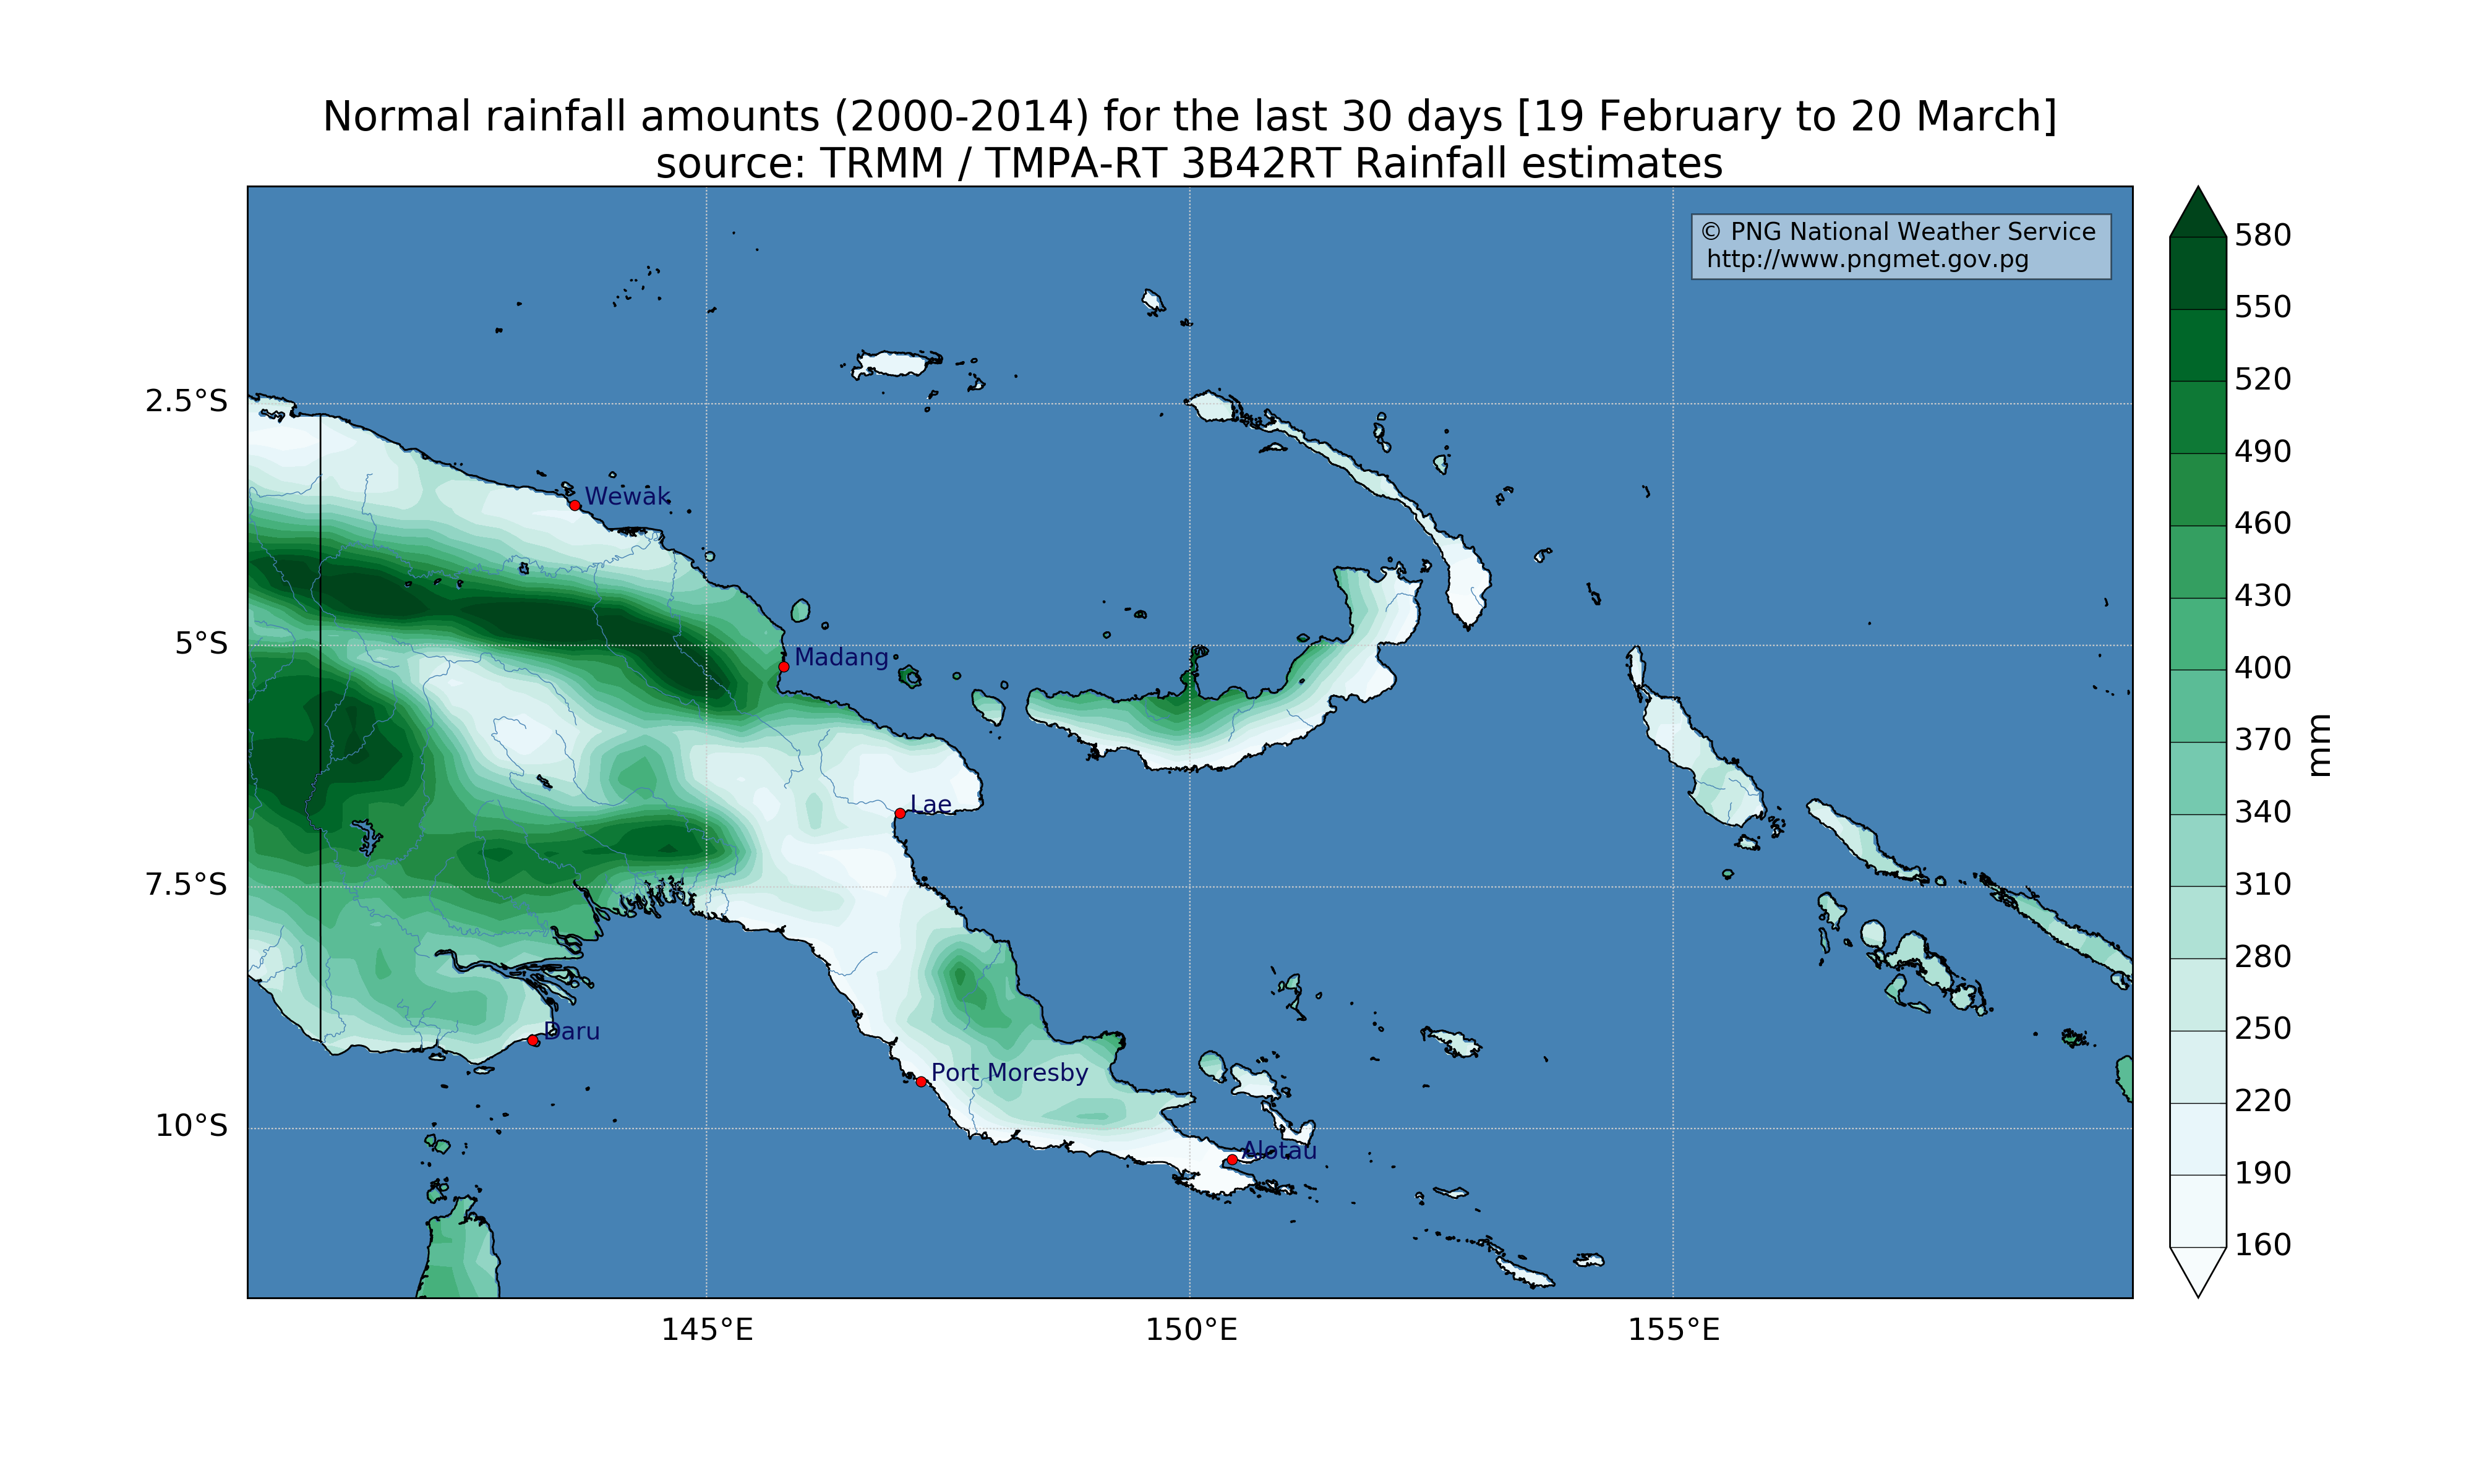 Normal rainfall amounts (2000-2014) for the last 30 days [19 February to 20 March]
source: TRMM / TMPA-RT 3B42RT Rainfall estimates
© PNG National Weather Service
http://www.pngmet.gov.pg
580
550
520
490
460
430
400
370
340
310
280
250
220
190
160
mm
2.5°S
5°S
7.5°S
10°S
Wewak
Madang
Lae
Daru
Port Moresby
Alotau
145°E
150°E
155°E